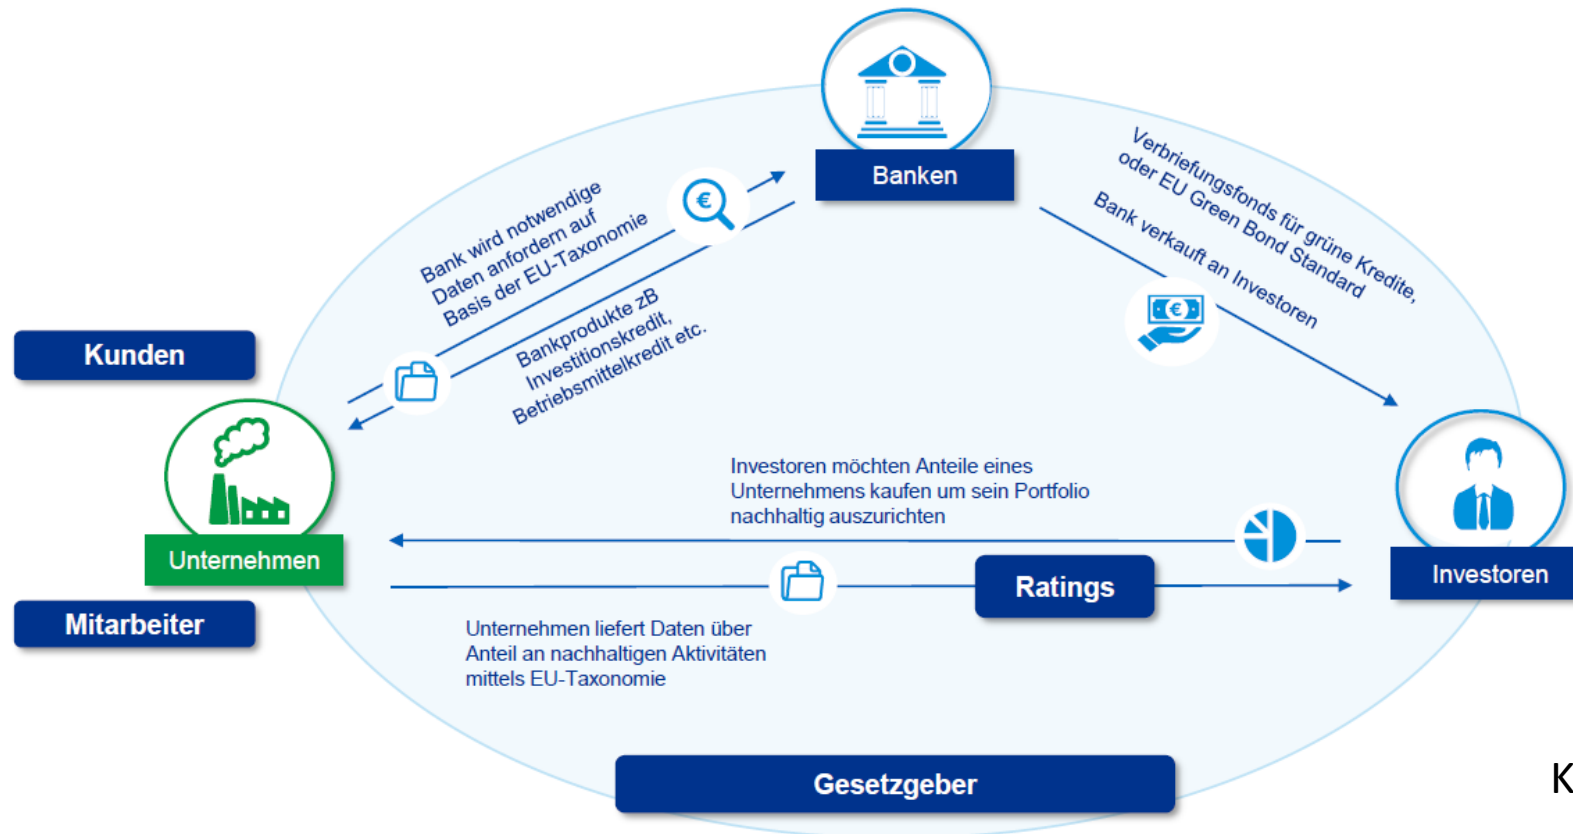 Banken
Bank wird notwendige
Daten anfordern auf
Basis der EU-Taxonomie
€
Bankprodukte zB
Investitionskredit,
Betriebsmittelkredit etc.
Verbriefungsfonds für grüne Kredite,
oder EU Green Bond Standard
Bank verkauft an Investoren
€
Kunden
Unternehmen
Mitarbeiter
Investoren möchten Anteile eines
Unternehmens kaufen um sein Portfolio
nachhaltig auszurichten
Ratings
Investoren
Unternehmen liefert Daten über
Anteil an nachhaltigen Aktivitäten
mittels EU-Taxonomie
Gesetzgeber
K